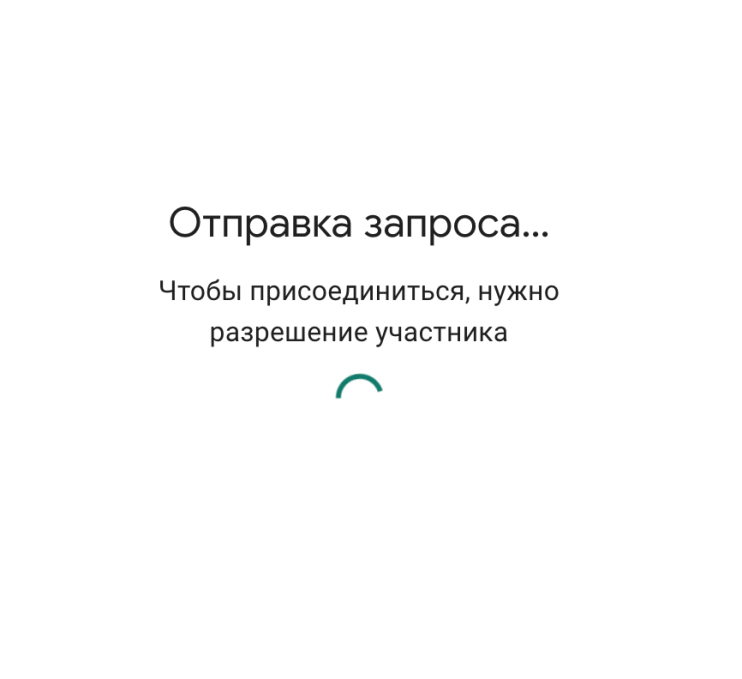 Отправка запроса...
Чтобы присоединиться, нужно
разрешение участника